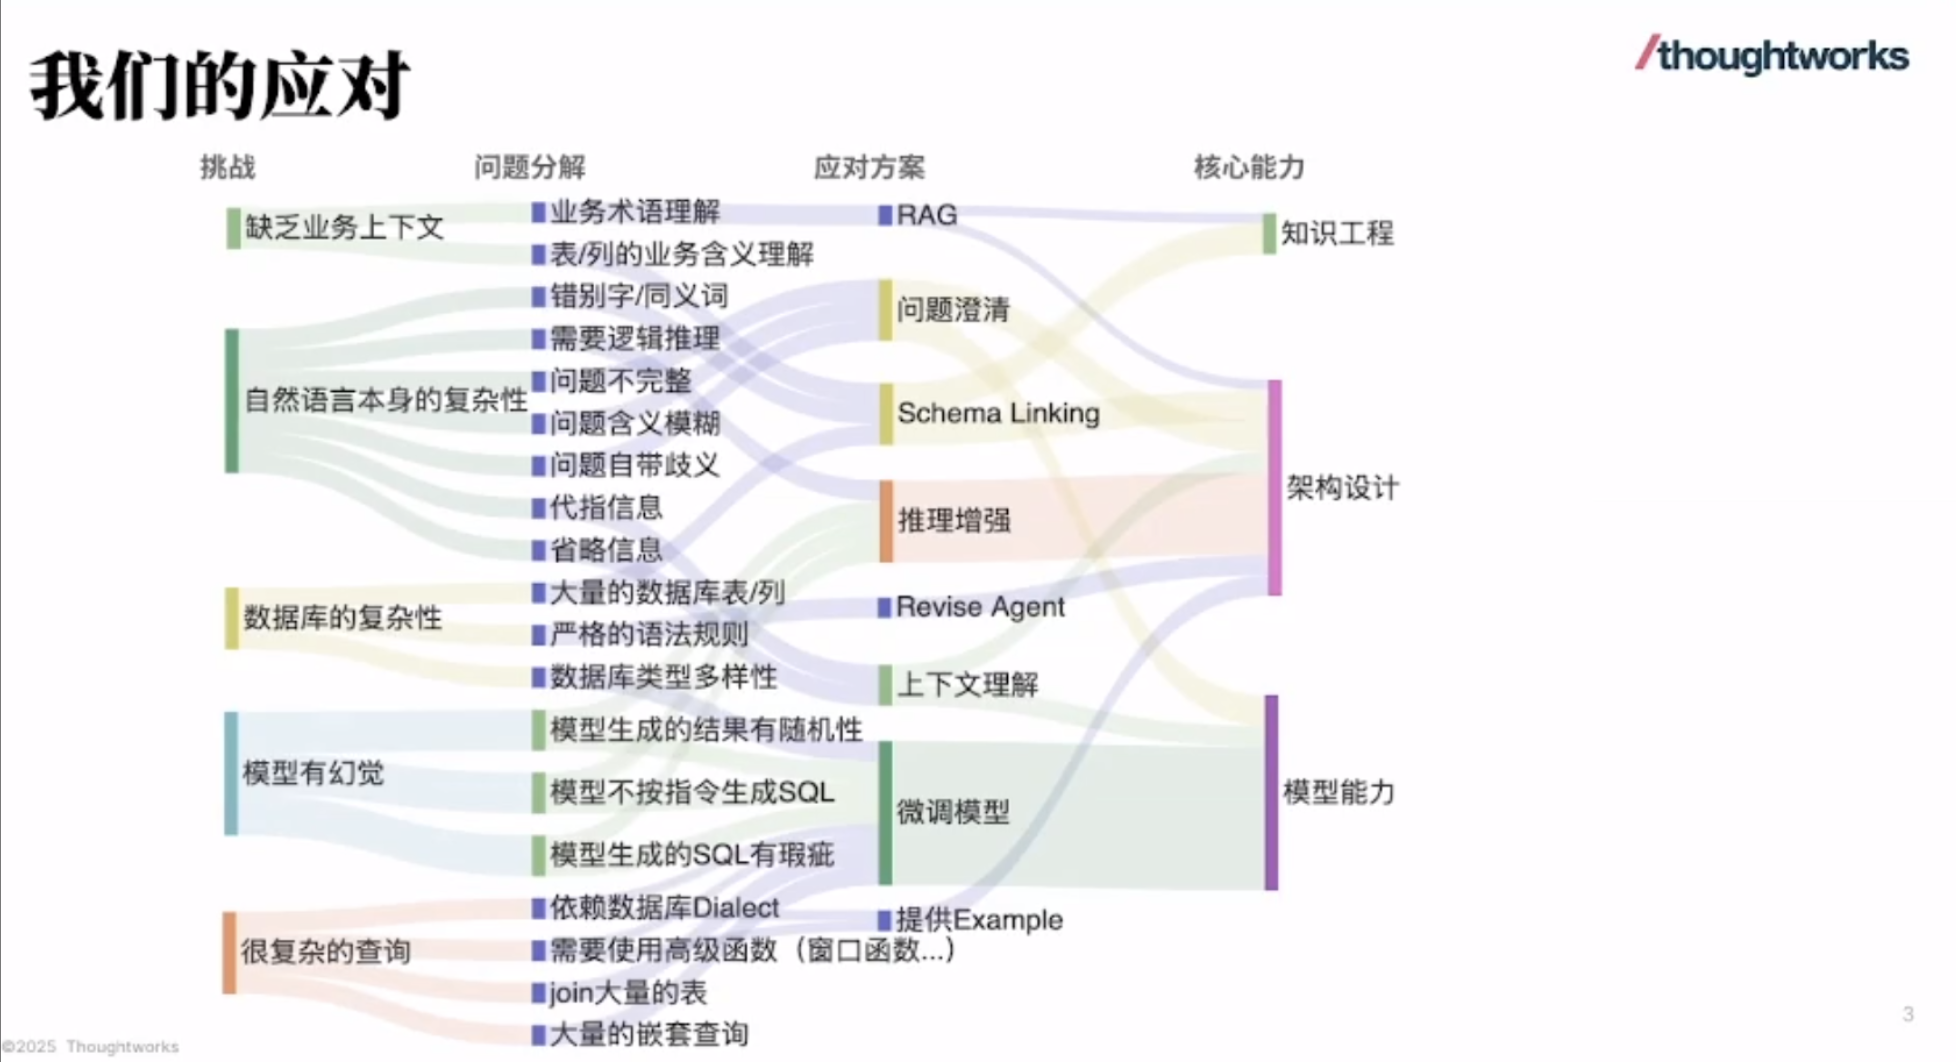 我们的应对
/thoughtworks
挑战
问题分解
应对方案
核心能力
缺乏业务上下文
自然语言本身的复杂性
数据库的复杂性
模型有幻觉
很复杂的查询
业务术语理解
表/列的业务含义理解
错别字/同义词
需要逻辑推理
问题不完整
问题含义模糊
问题自带歧义
代指信息
省略信息
大量的数据库表/列
严格的语法规则
数据库类型多样性
模型生成的结果有随机性
模型不按指令生成SQL
模型生成的SQL有瑕疵
依赖数据库Dialect
需要使用高级函数（窗口函数...）
join大量的表
大量的嵌套查询
RAG
问题澄清
Schema Linking
推理增强
Revise Agent
上下文理解
微调模型
提供Example
知识工程
架构设计
模型能力
©2025 Thoughtworks
3